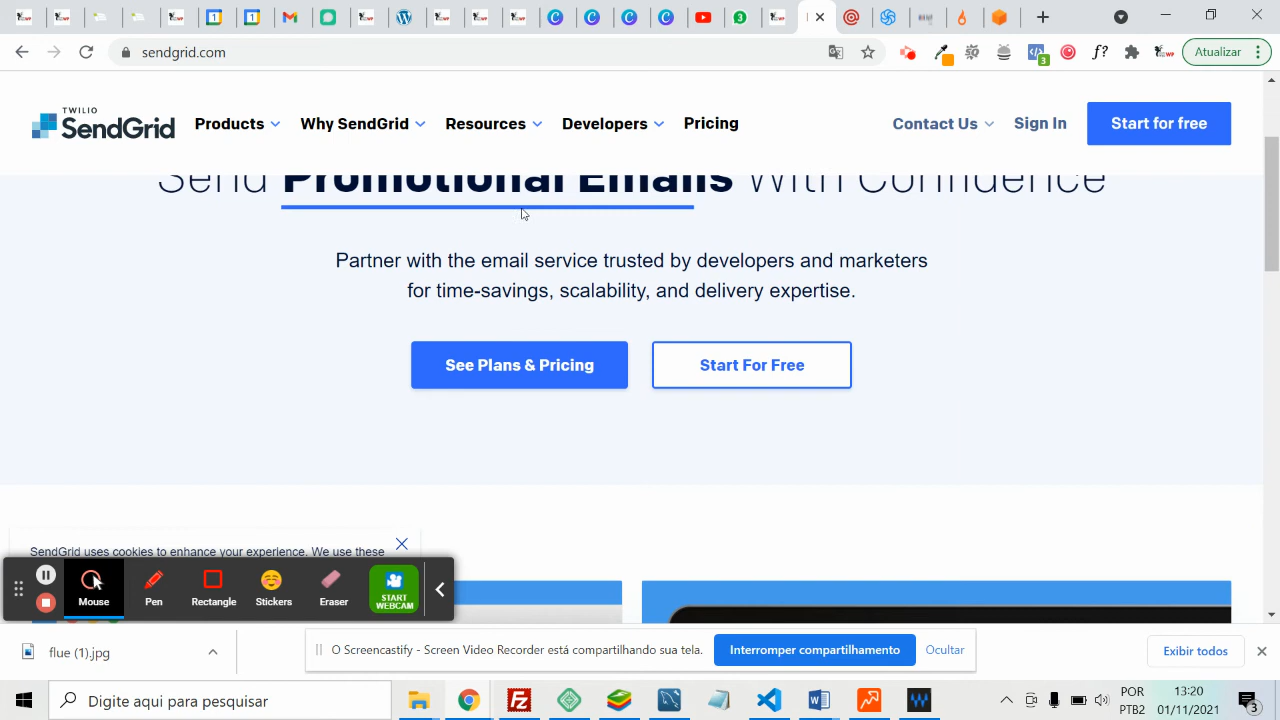 sendgrid.com
Atualizar
TWILIO
SendGrid
Products
Why SendGrid
Resources
Developers
Pricing
Contact Us
Sign In
Start for free
Send Promotional Emails With Confidence
Partner with the email service trusted by developers and marketers
for time-savings, scalability, and delivery expertise.
See Plans & Pricing
Start For Free
SendGrid uses cookies to enhance your experience. We use these
Mouse
Pen
Rectangle
Stickers
Eraser
START
WEBCAM
flue (1).jpg
O Screencastify - Screen Video Recorder está compartilhando sua tela.
Interromper compartilhamento
Ocultar
Exibir todos
Digite aqui para pesquisar
POR
PTB2
13:20
01/11/2021
3